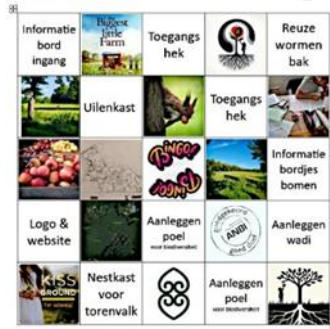 Informatie
bord
ingang
Biggest
Little
Farm
Toegangs
hek
Reuze
wormen
bak
Uilenkast
Toegangs
hek
BINGO!
BINGO!
Informatie
bordjes
bomen
Logo &
website
Aanleggen
poel
voor biodiversiteit
ANBI
Aanleggen
wadi
KISS
GROUND
Nestkast
voor
torenvalk
Aanleggen
poel
voor biodiversiteit